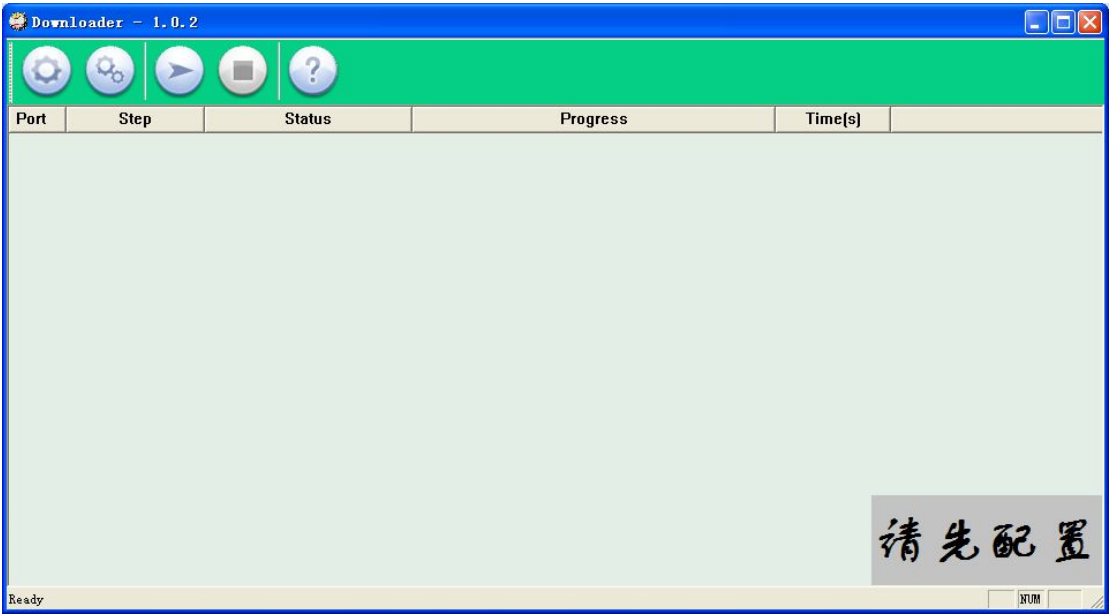 Downloader - 1.0.2
?
Port Step Status Progress Time(s)
请先配置
Ready NUM